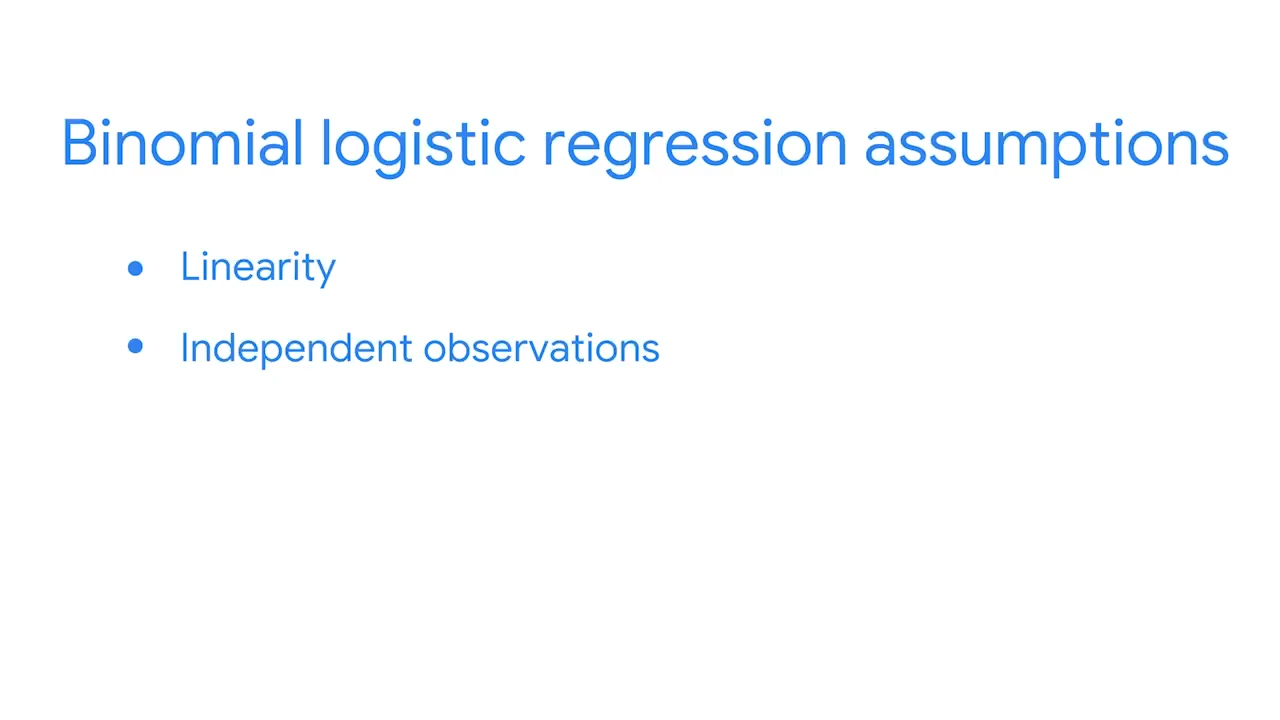 Binomial logistic regression assumptions
• Linearity
• Independent observations